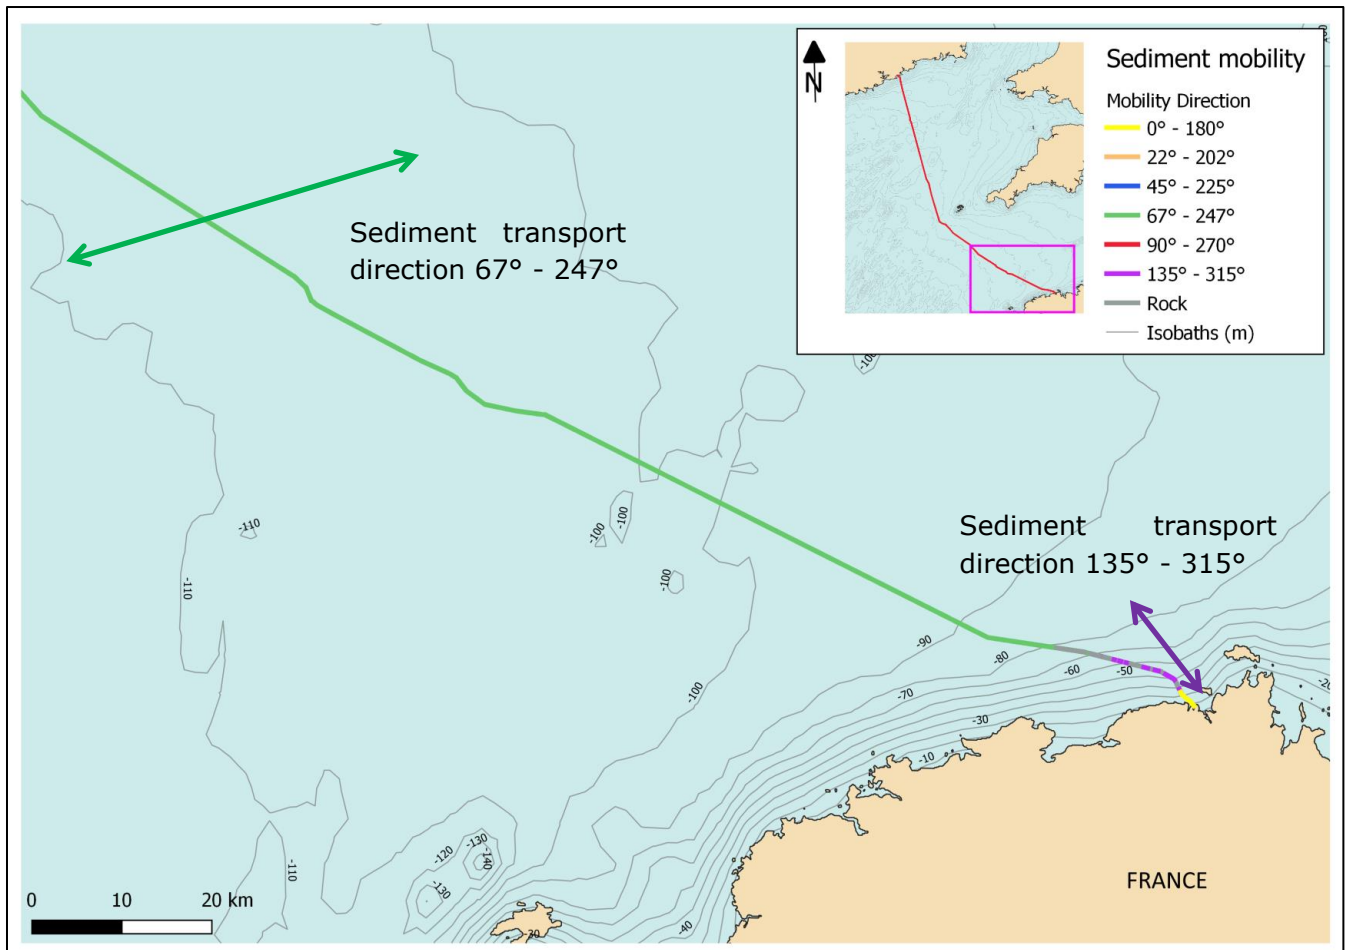 Sediment mobility
Mobility Direction
0° - 180°
22° - 202°
45° - 225°
67° - 247°
90° - 270°
135° - 315°
Rock
Isobaths (m)
N
Sediment transport
direction 67° - 247°
-100
-110
-100
-100
-110
-100
Sediment transport
direction 135° - 315°
-90
-80
-60
-50
-70
-20
-100
-30
-10
-130
-120
-140
-110
-130
-40
-30
FRANCE
0 10 20 km